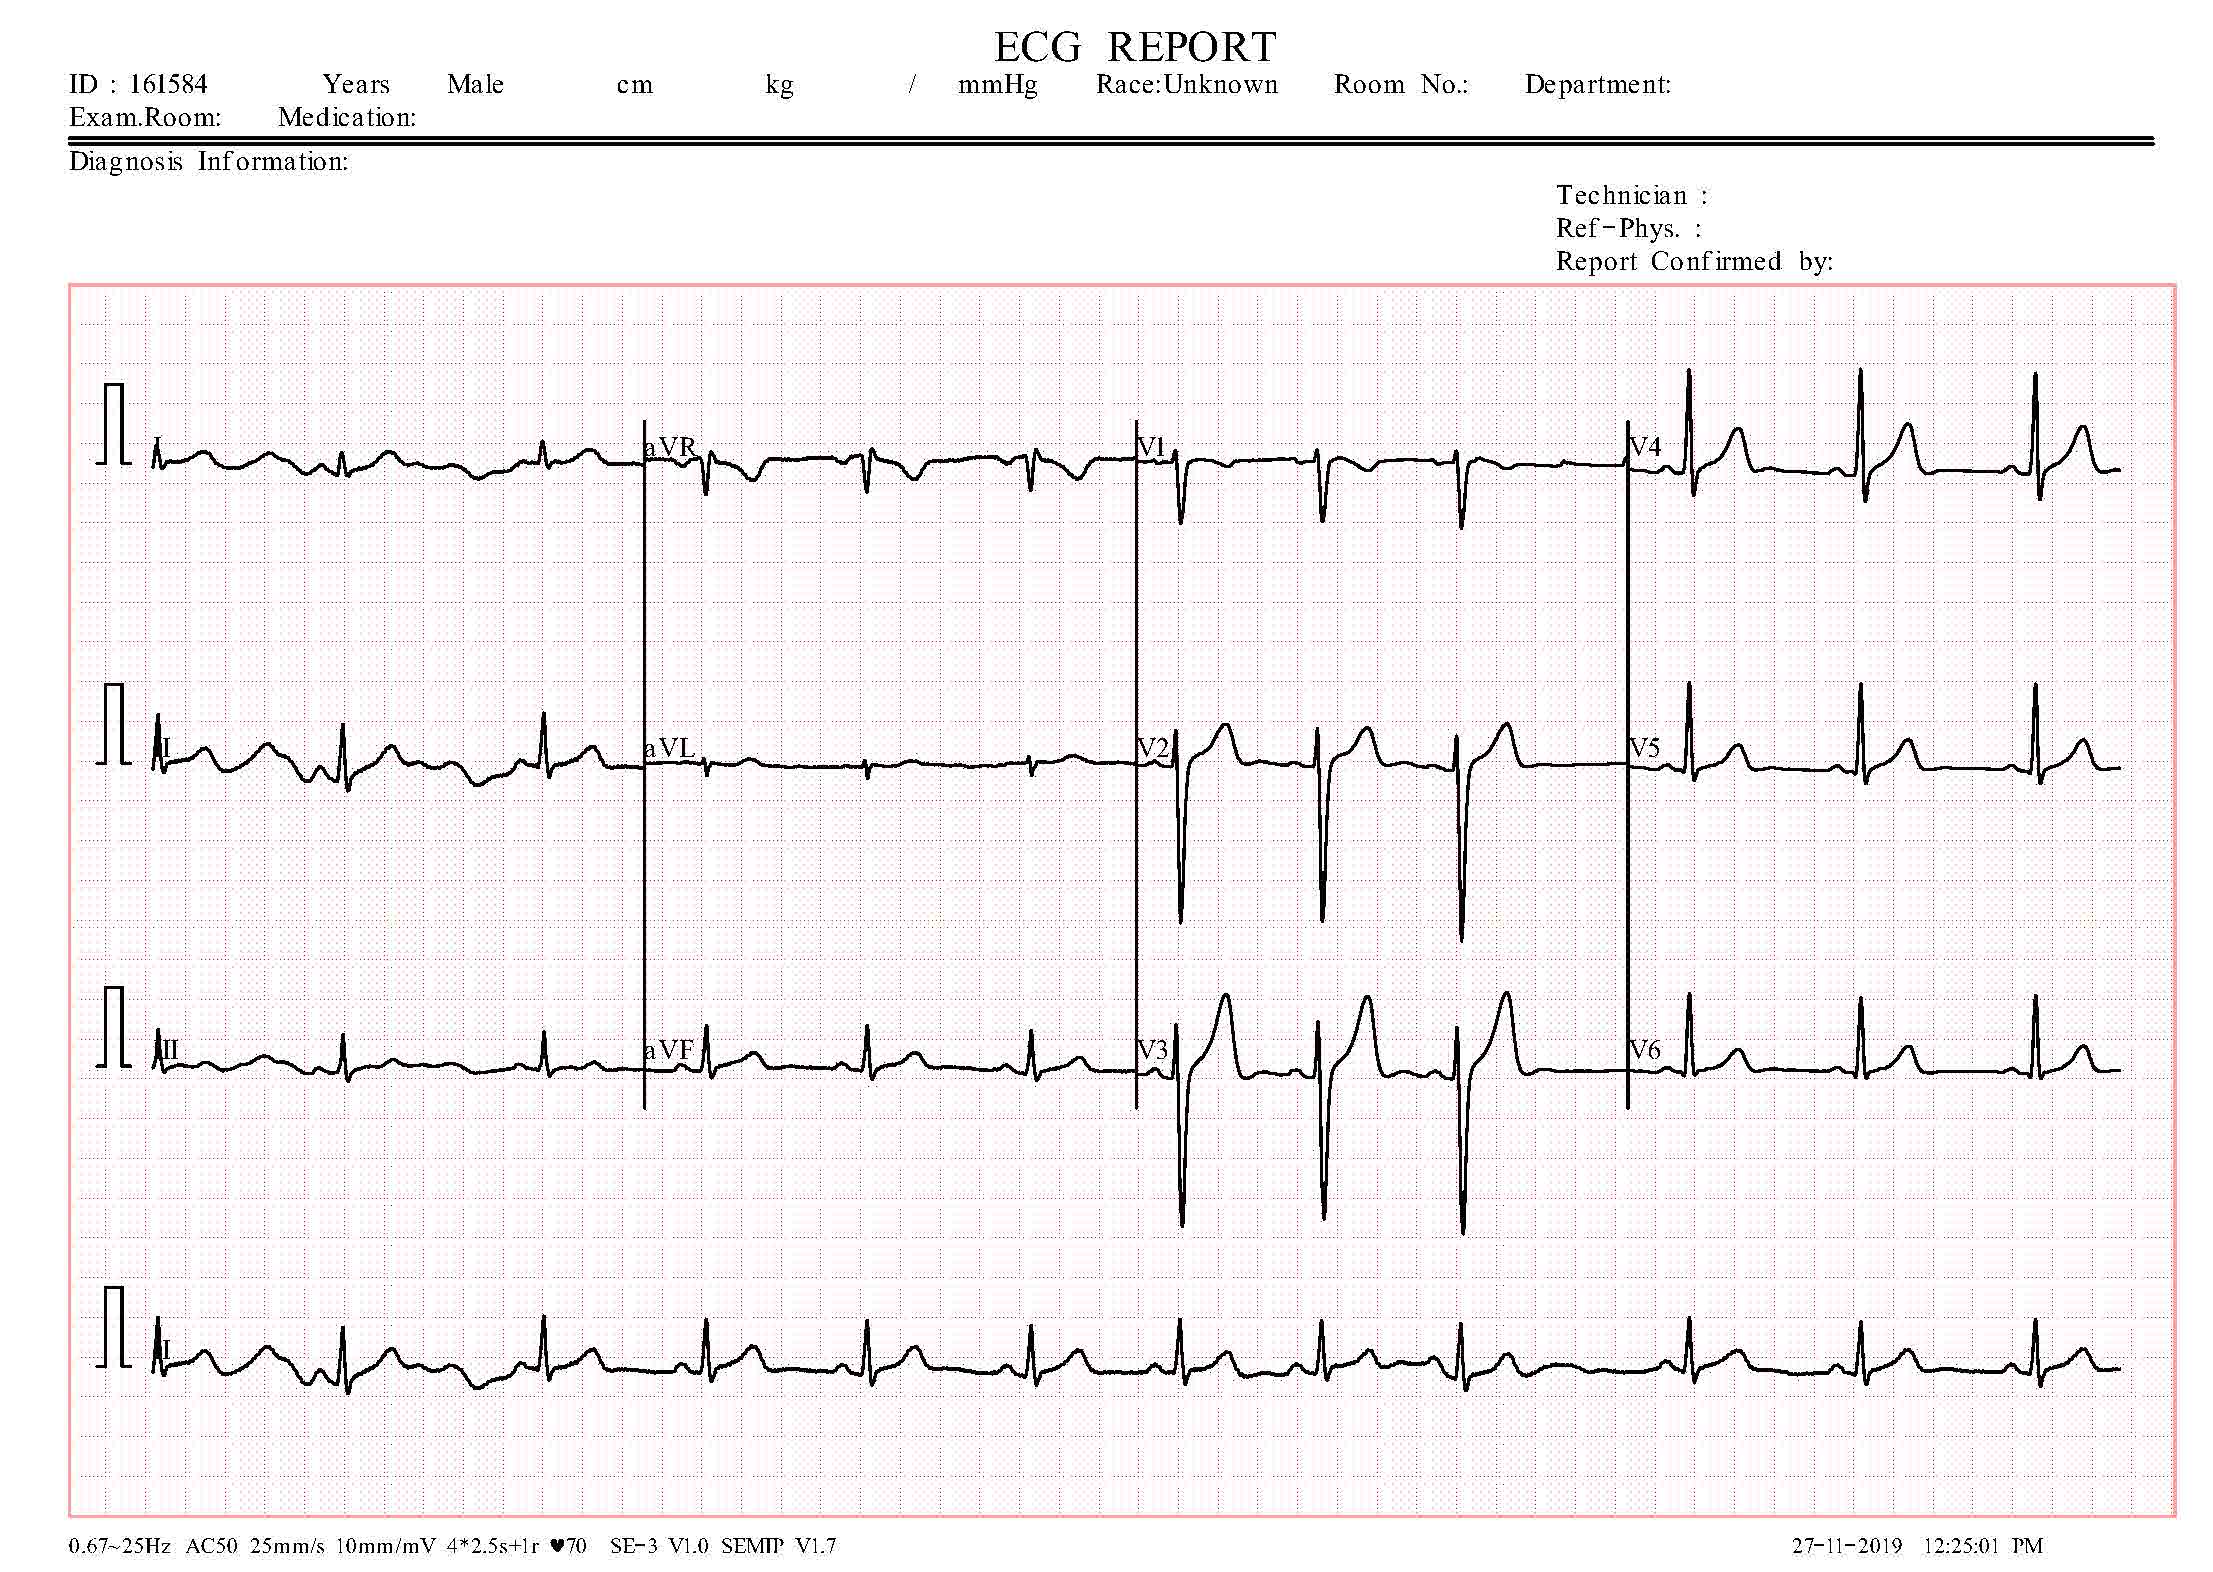 ECG REPORT
ID : 161584 Years Male cm kg / mmHg Race:Unknown Room No.: Department:
Exam.Room: Medication:
Diagnosis Information:
Technician :
Ref-Phys. :
Report Confirmed by:
I aVR V1 V4
I aVL V2 V5
II aVF V3 V6
I
0.67~25Hz AC50 25mm/s 10mm/mV 4*2.5s+1r ♥70 SE-3 V1.0 SEMIP V1.7 27-11-2019 12:25:01 PM